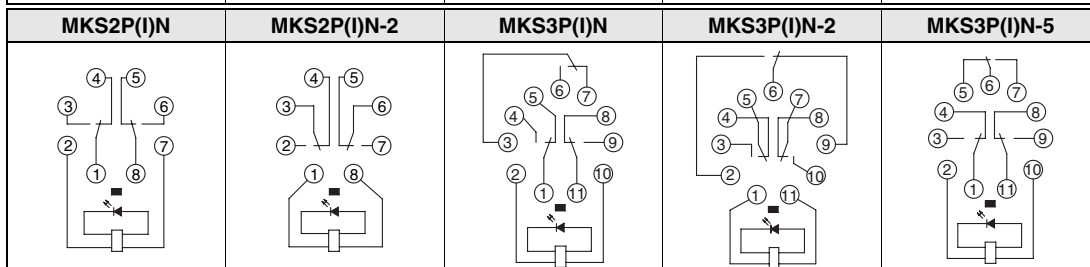 MKS2P(I)N MKS2P(I)N-2 MKS3P(I)N MKS3P(I)N-2 MKS3P(I)N-5
4 5 3 6 2 7 1 8
4 5 3 6 2 7 1 8
6 7 5 4 8 3 9 2 10 1 11
6 5 7 4 8 3 9 2 10 1 11
5 6 7 4 8 3 9 2 10 1 11